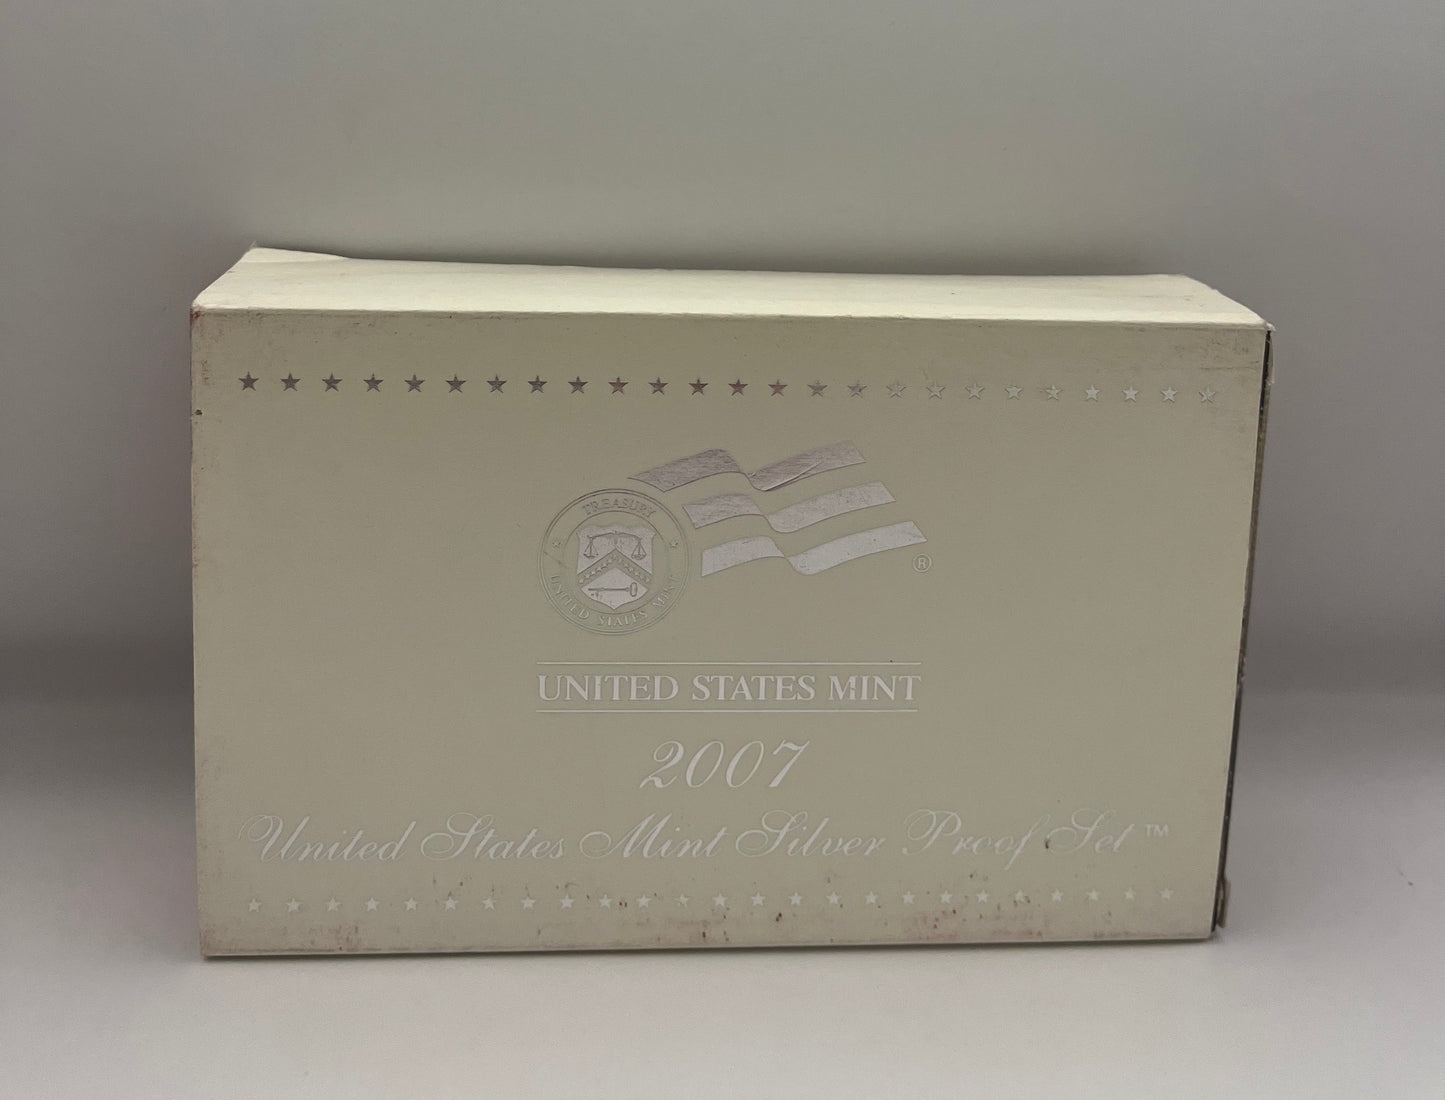 TREASURY
UNITED STATES MINT
®
UNITED STATES MINT
2007
United States Mint Silver Proof Set™